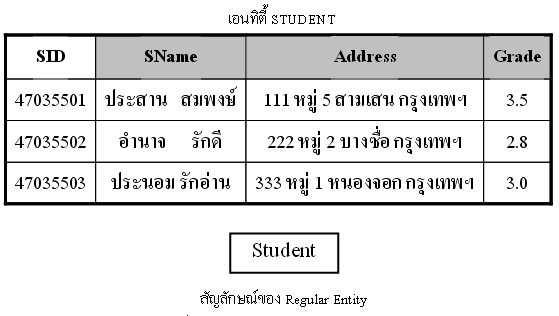 เอนทิตี้ STUDENT
SID SName Address Grade
47035501 ประสาน สมพงษ์ 111 หมู่ 5 สามเสน กรุงเทพฯ 3.5
47035502 อำนาจ รักดี 222 หมู่ 2 บางซื่อ กรุงเทพฯ 2.8
47035503 ประนอม รักอ่าน 333 หมู่ 1 หนองจอก กรุงเทพฯ 3.0
Student
สัญลักษณ์ของ Regular Entity